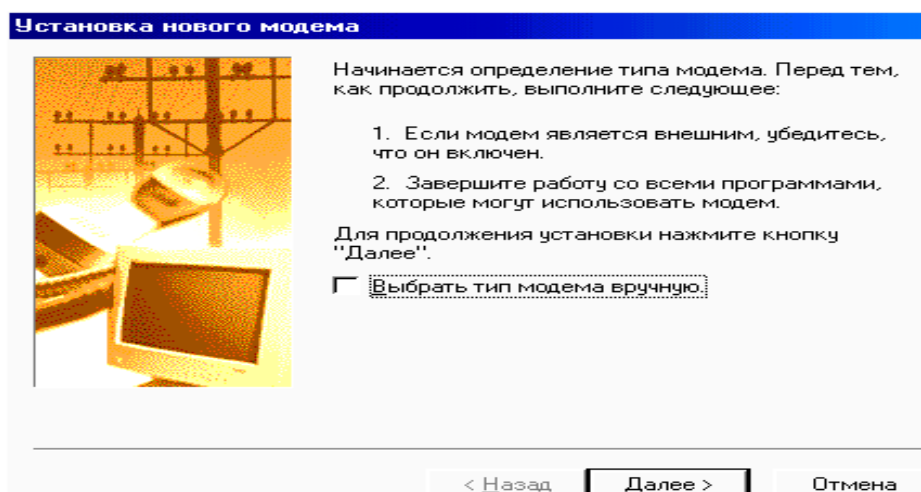 Установка нового модема
Начинается определение типа модема. Перед тем,
как продолжить, выполните следующее:
1. Если модем является внешним, убедитесь,
что он включен.
2. Завершите работу со всеми программами,
которые могут использовать модем.
Для продолжения установки нажмите кнопку
"Далее".
Выбрать тип модема вручную.
< Назад Далее > Отмена